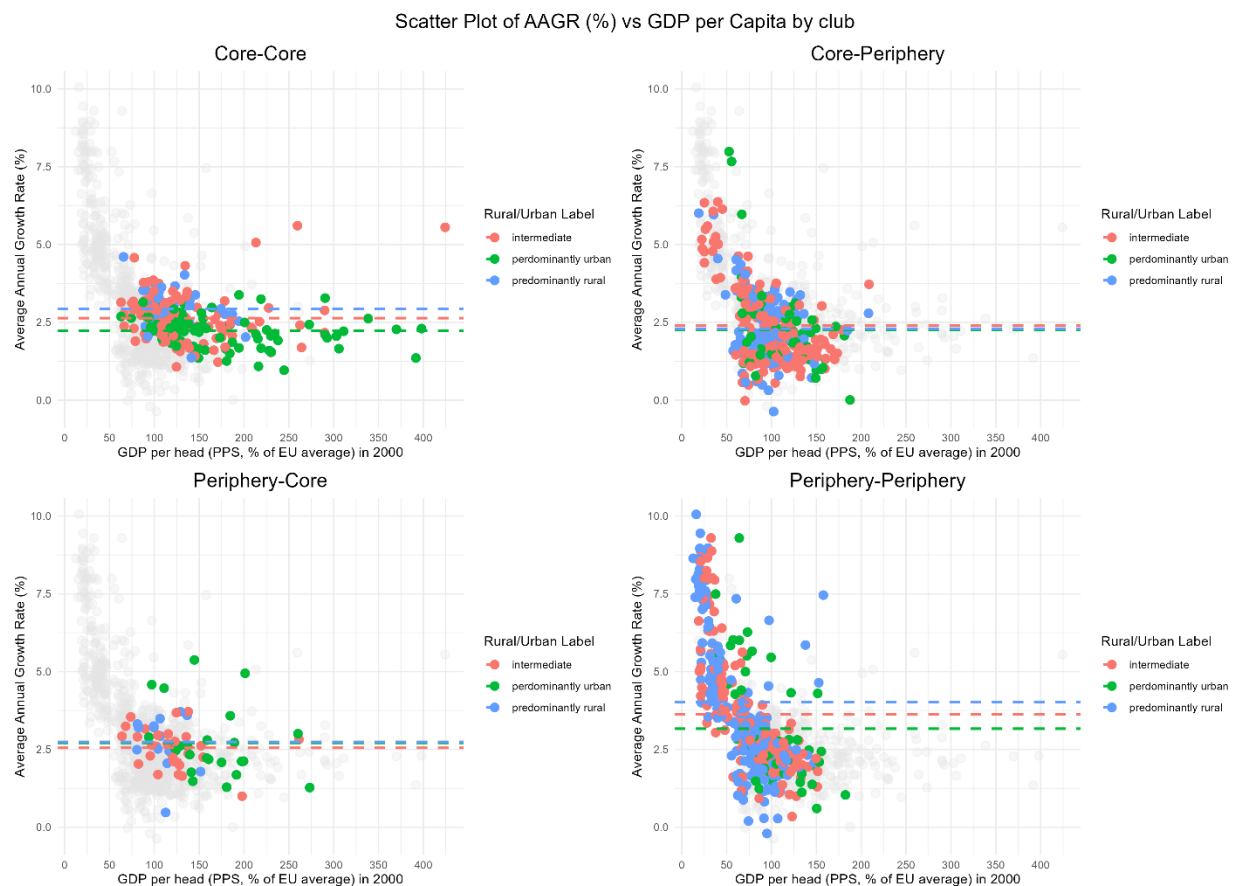 Scatter Plot of AAGR (%) vs GDP per Capita by club
Core-Core
Average Annual Growth Rate (%)
10.0
7.5
5.0
2.5
0.0
0 50 100 150 200 250 300 350 400
GDP per head (PPS, % of EU average) in 2000
Rural/Urban Label
intermediate
perdominantly urban
predominantly rural
Core-Periphery
Average Annual Growth Rate (%)
10.0
7.5
5.0
2.5
0.0
0 50 100 150 200 250 300 350 400
GDP per head (PPS, % of EU average) in 2000
Rural/Urban Label
intermediate
perdominantly urban
predominantly rural
Periphery-Core
Average Annual Growth Rate (%)
10.0
7.5
5.0
2.5
0.0
0 50 100 150 200 250 300 350 400
GDP per head (PPS, % of EU average) in 2000
Rural/Urban Label
intermediate
perdominantly urban
predominantly rural
Periphery-Periphery
Average Annual Growth Rate (%)
10.0
7.5
5.0
2.5
0.0
0 50 100 150 200 250 300 350 400
GDP per head (PPS, % of EU average) in 2000
Rural/Urban Label
intermediate
perdominantly urban
predominantly rural